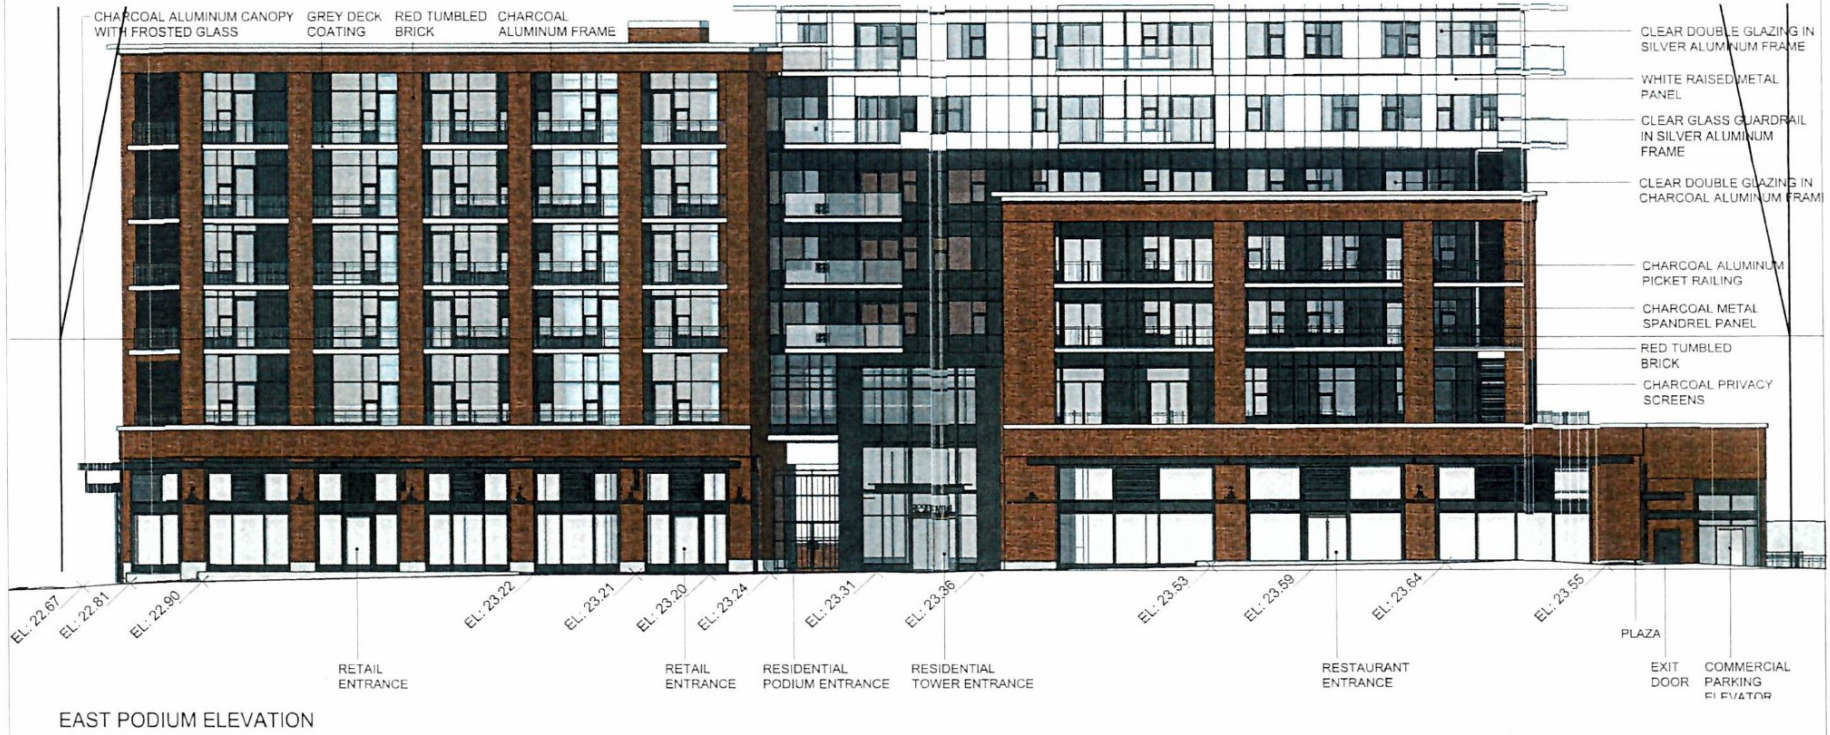 CHARCOAL ALUMINUM CANOPY
WITH FROSTED GLASS
GREY DECK
COATING
RED TUMBLED
BRICK
CHARCOAL
ALUMINUM FRAME
CLEAR DOUBLE GLAZING IN
SILVER ALUMINUM FRAME
WHITE RAISED METAL
PANEL
CLEAR GLASS GUARDRAIL
IN SILVER ALUMINUM
FRAME
CLEAR DOUBLE GLAZING IN
CHARCOAL ALUMINUM FRAME
CHARCOAL ALUMINUM
PICKET RAILING
CHARCOAL METAL
SPANDREL PANEL
RED TUMBLED
BRICK
CHARCOAL PRIVACY
SCREENS
EL: 22.67
EL: 22.81
EL: 22.90
EL: 23.22
EL: 23.21
EL: 23.20
EL: 23.24
EL: 23.31
EL: 23.36
EL: 23.53
EL: 23.59
EL: 23.64
EL: 23.55
PLAZA
RETAIL
ENTRANCE
RETAIL
ENTRANCE
RESIDENTIAL
PODIUM ENTRANCE
RESIDENTIAL
TOWER ENTRANCE
RESTAURANT
ENTRANCE
EXIT
DOOR
COMMERCIAL
PARKING
ELEVATOR
EAST PODIUM ELEVATION